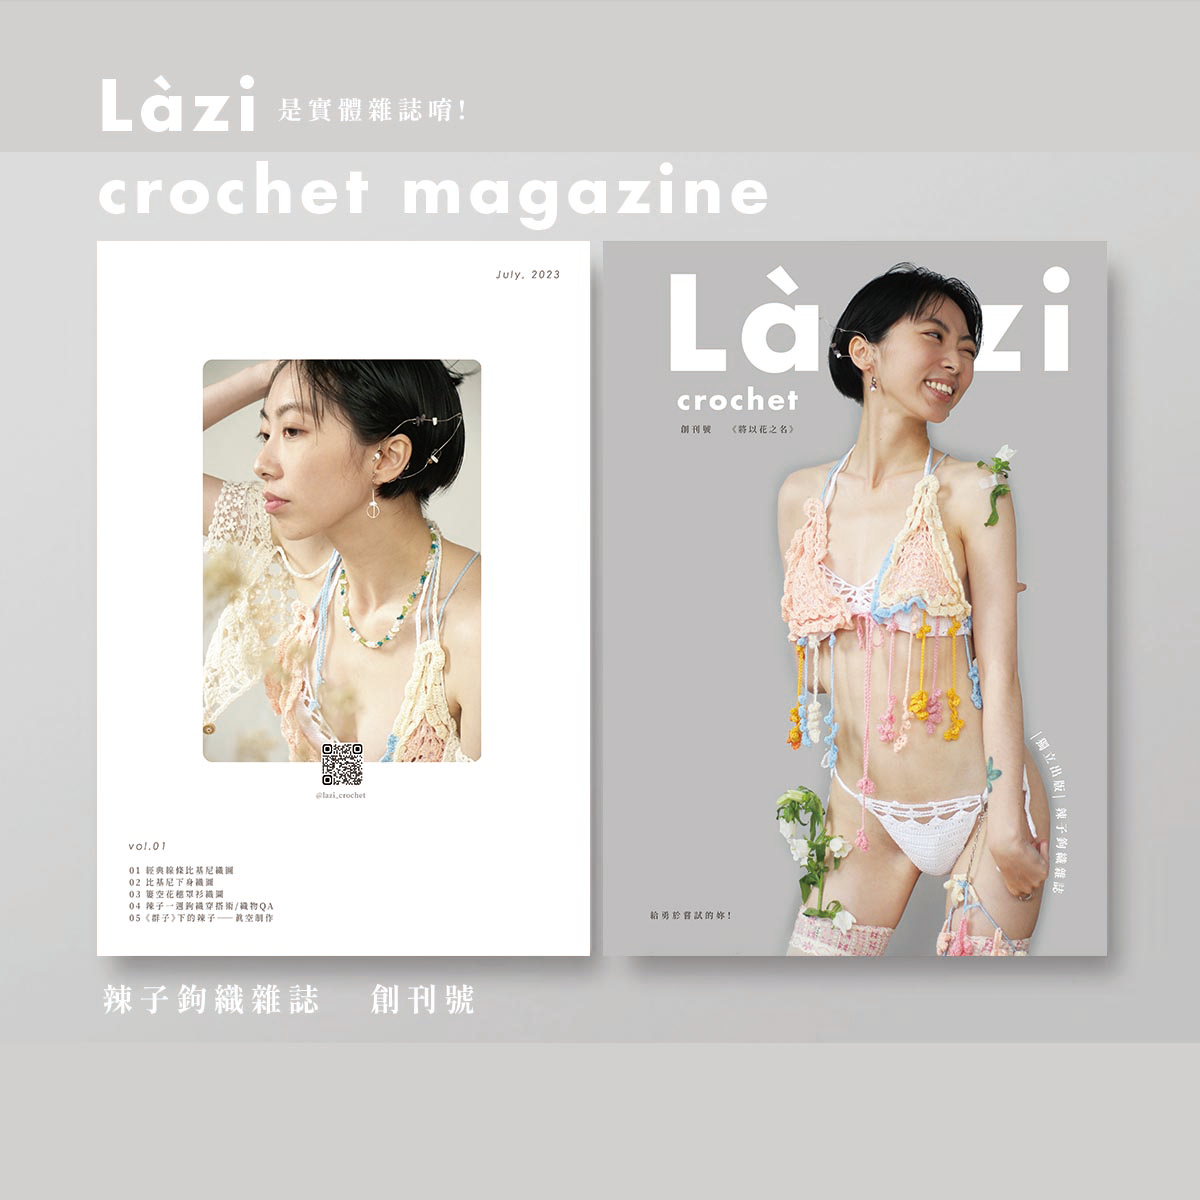 Làzi 是實體雜誌唷!
crochet magazine
July, 2023
@lazi_crochet
vol.01
01 經典線條比基尼織圖
02 比基尼下身織圖
03 簍空花穗罩衫織圖
04 辣子一週鉤織穿搭術/織物QA
05《群子》下的辣子——真空制作
Làzi
crochet
創刊號 《將以花之名》
|獨立出版| 辣子鉤織雜誌
給勇於嘗試的妳!
辣子鉤織雜誌 創刊號